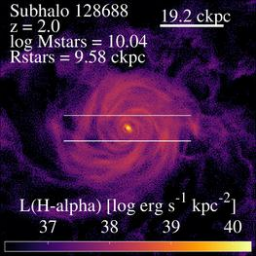 Subhalo 128688
z = 2.0
log Mstars = 10.04
Rstars = 9.58 ckpc
19.2 ckpc
L(H-alpha) [log erg s⁻¹ kpc⁻²]
37 38 39 40